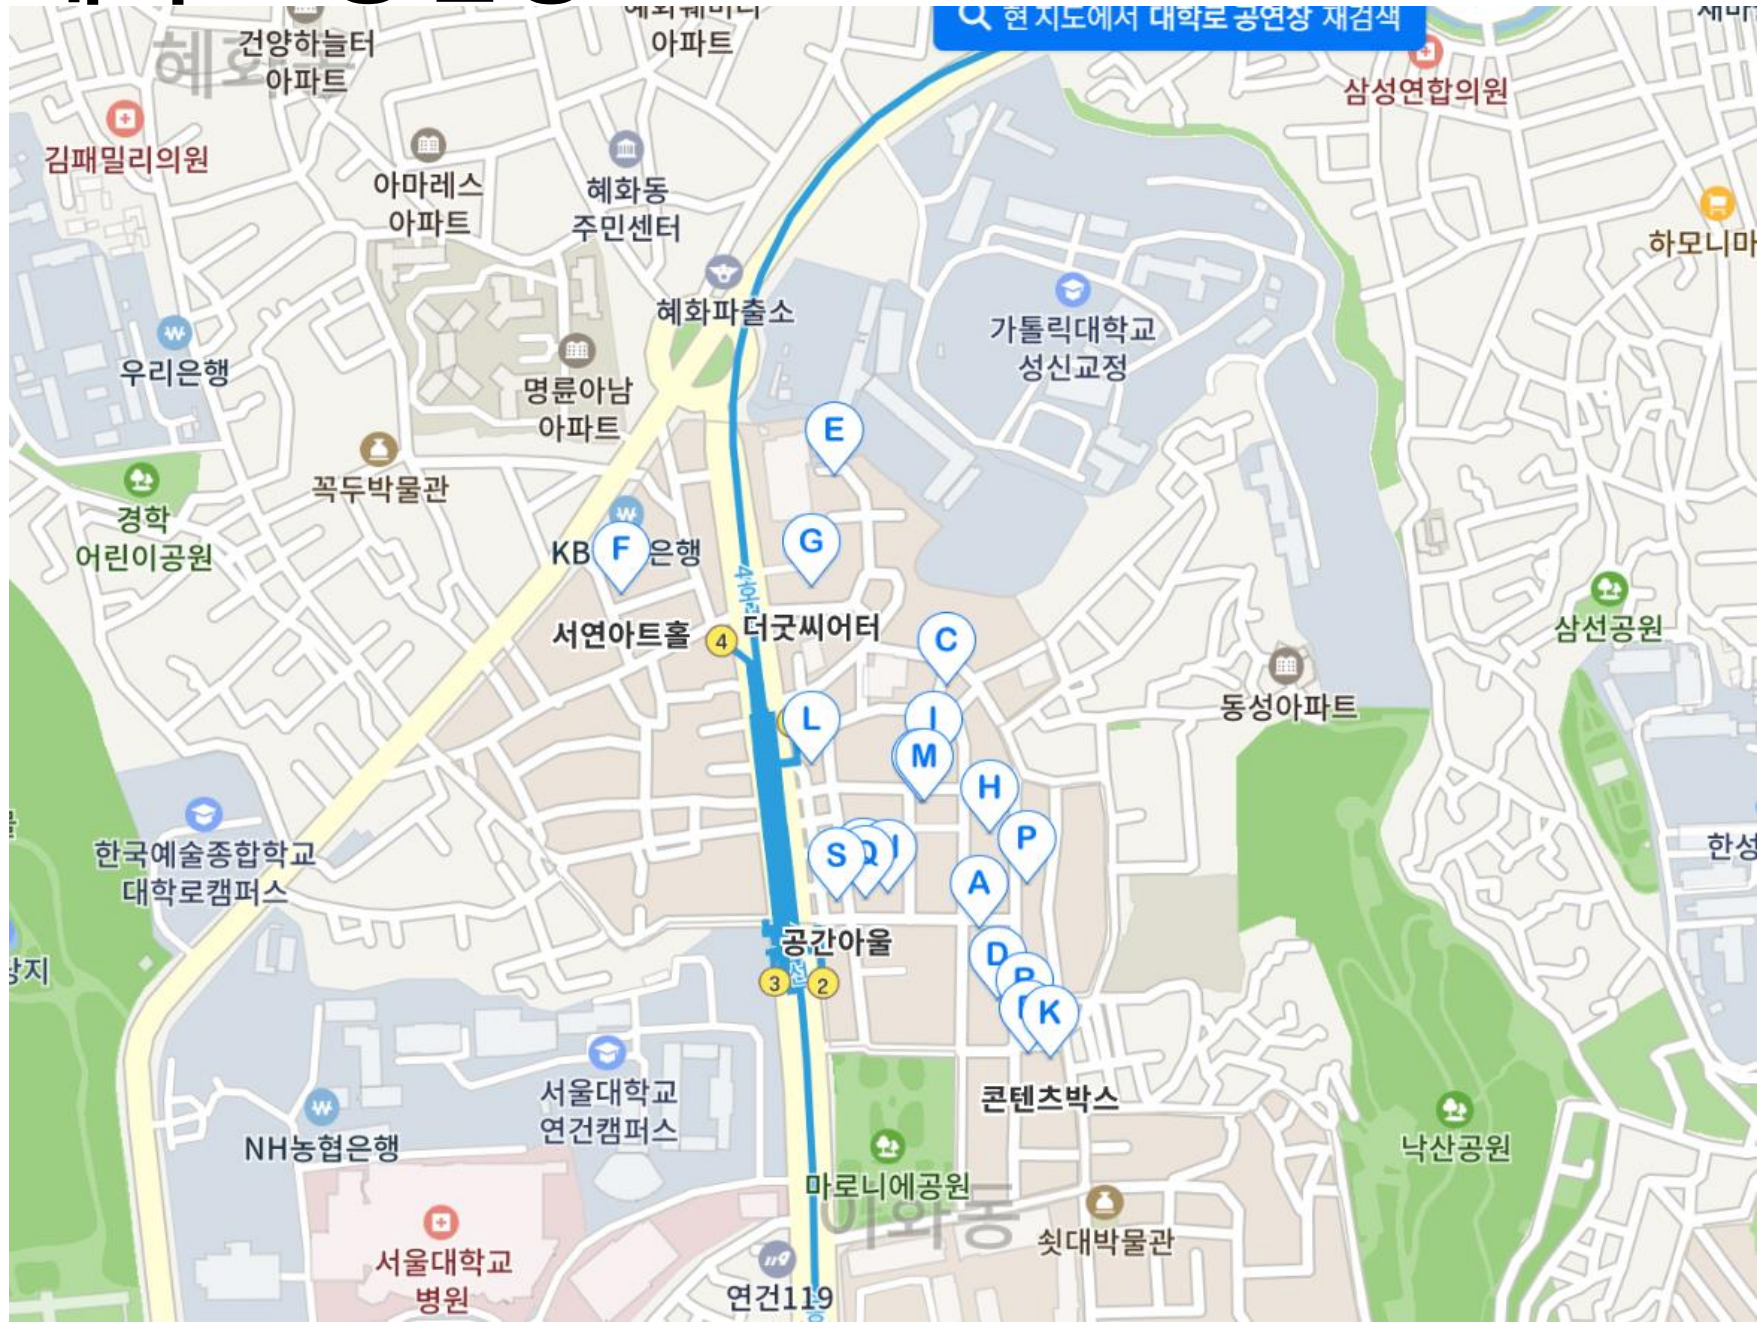 현 지도에서 대학로 공연장 재검색
건양하늘터
아파트
아파트
삼성연합의원
김패밀리의원
아마레스
아파트
혜화동
주민센터
하모니마
혜화파출소
가톨릭대학교
성신교정
우리은행
명륜아남
아파트
E
꼭두박물관
경학
어린이공원
G
KB
F
은행
서연아트홀
4
더굿씨어터
C
삼선공원
동성아파트
L
I
M
H
P
한국예술종합학교
대학로캠퍼스
S
Q
A
한성
공간아울
D
3
2
K
콘텐츠박스
서울대학교
연건캠퍼스
NH농협은행
낙산공원
마로니에공원
이화동
쇳대박물관
서울대학교
병원
연건119